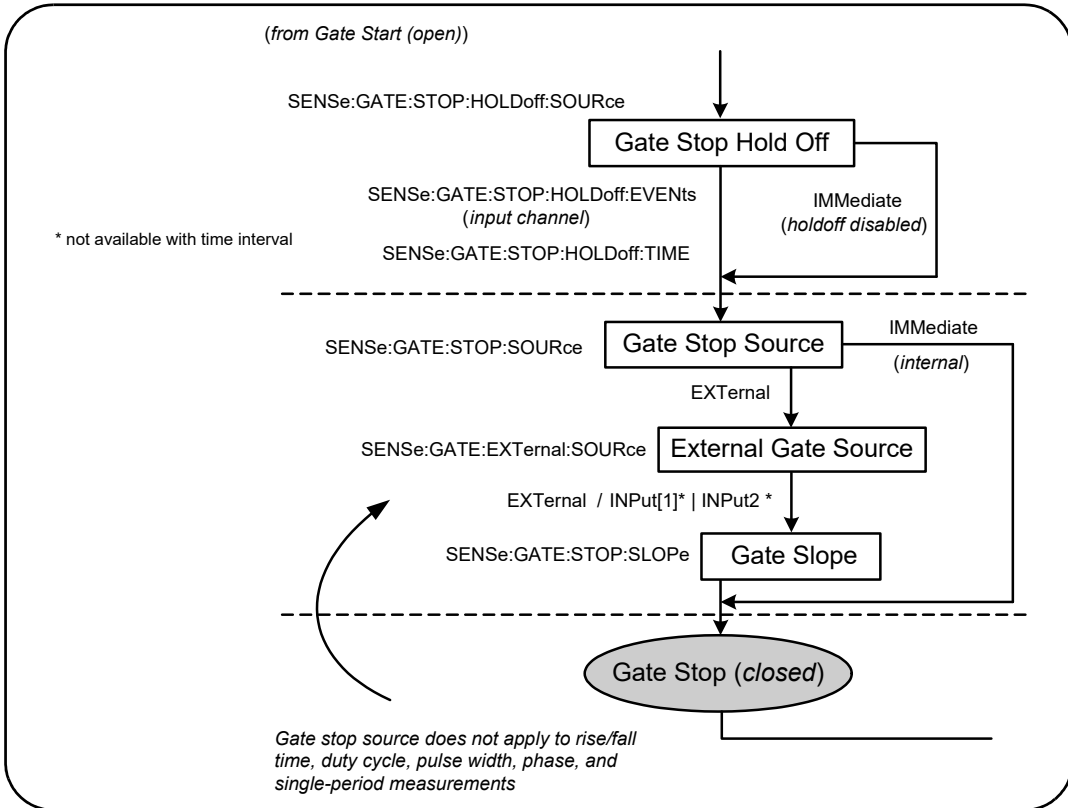 (from Gate Start (open))
SENSe:GATE:STOP:HOLDoff:SOURce
Gate Stop Hold Off
SENSe:GATE:STOP:HOLDoff:EVENts
(input channel)
IMMediate
(holdoff disabled)
* not available with time interval
SENSe:GATE:STOP:HOLDoff:TIME
SENSe:GATE:STOP:SOURce
Gate Stop Source
IMMediate
(internal)
EXTernal
SENSe:GATE:EXTernal:SOURce
External Gate Source
EXTernal / INPut[1]* | INPut2 *
SENSe:GATE:STOP:SLOPe
Gate Slope
Gate Stop (closed)
Gate stop source does not apply to rise/fall
time, duty cycle, pulse width, phase, and
single-period measurements